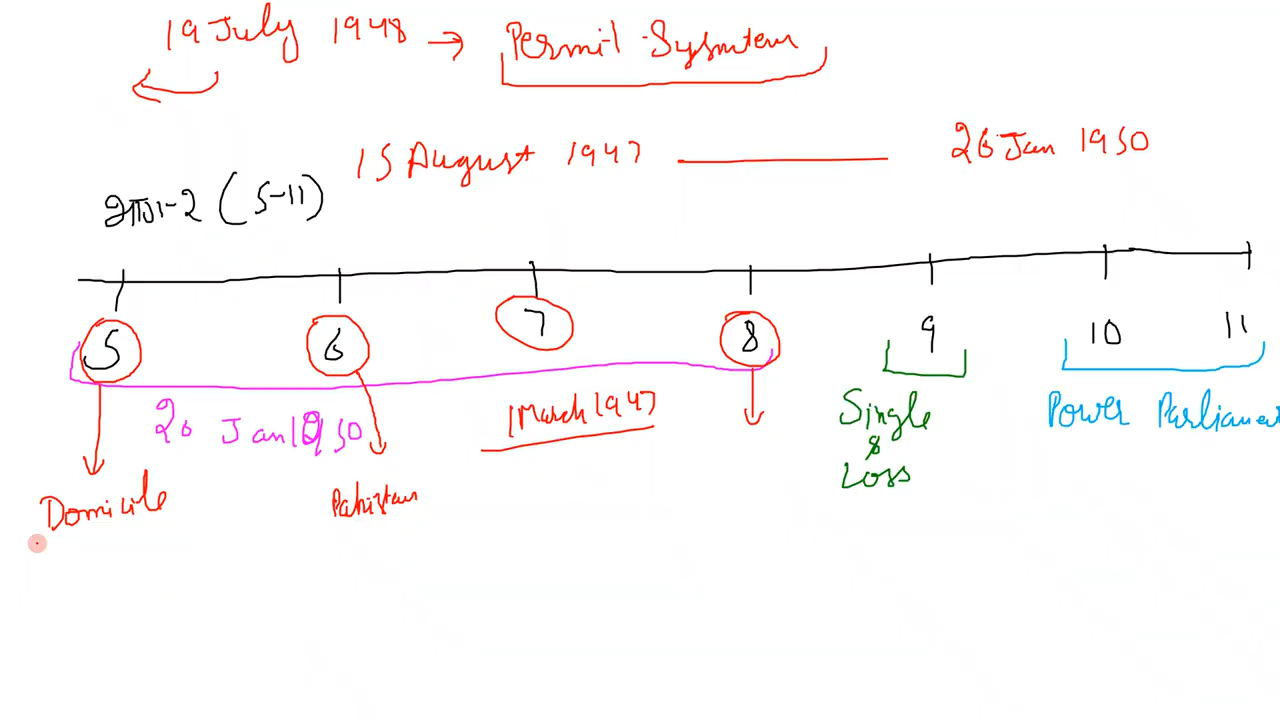 19 July 1948 → Permit Sysmtem
15 August 1947 — 26 Jan 1950
भाग-2 (5-11)
5 6 7 8 9 10 11
26 Jan 1950
1 March 1947
Single & Loss
Power Parliament
Domicile
Pakistan